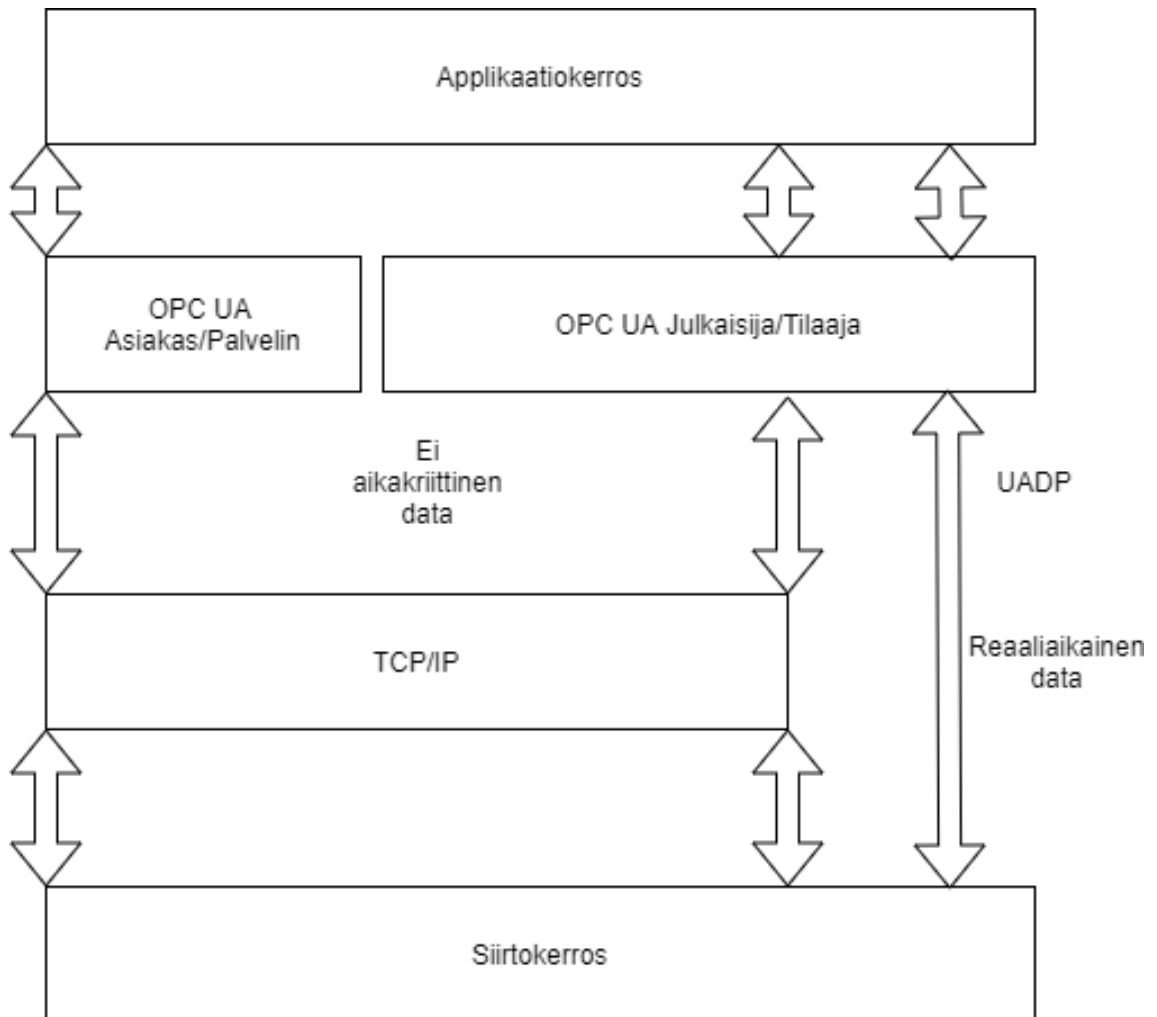 Applikaatiokerros
OPC UA
Asiakas/Palvelin
OPC UA Julkaisija/Tilaaja
Ei
aikakriittinen
data
UADP
TCP/IP
Reaaliaikainen
data
Siirtokerros